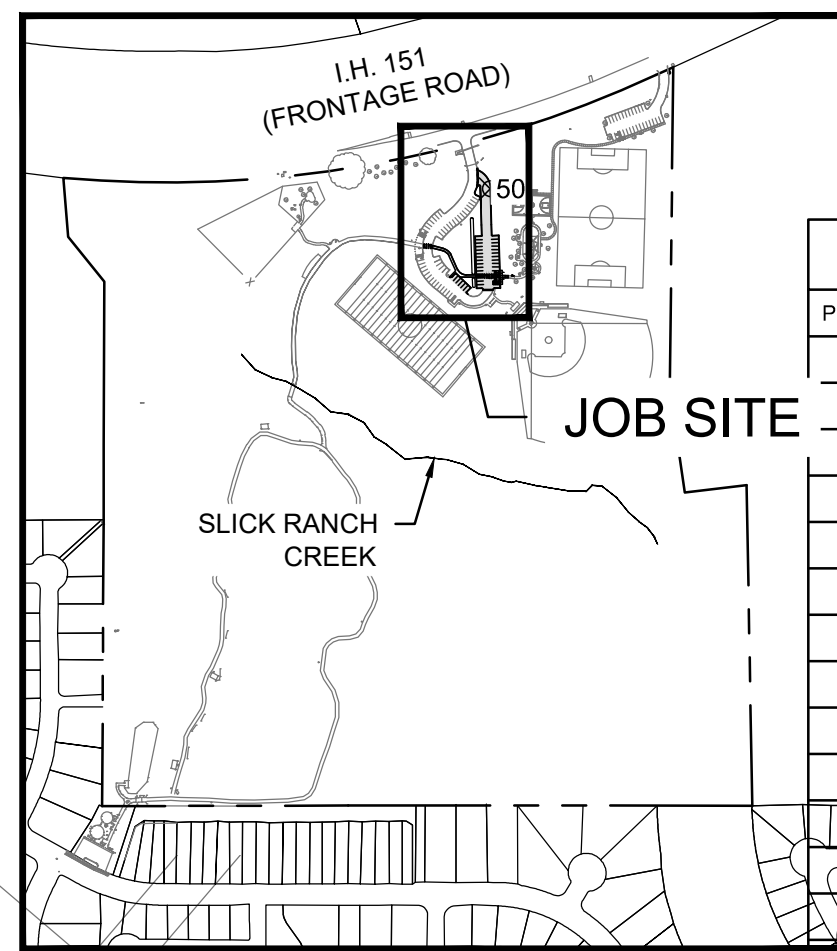 I.H. 151
(FRONTAGE ROAD)
50
P
JOB SITE
SLICK RANCH
CREEK